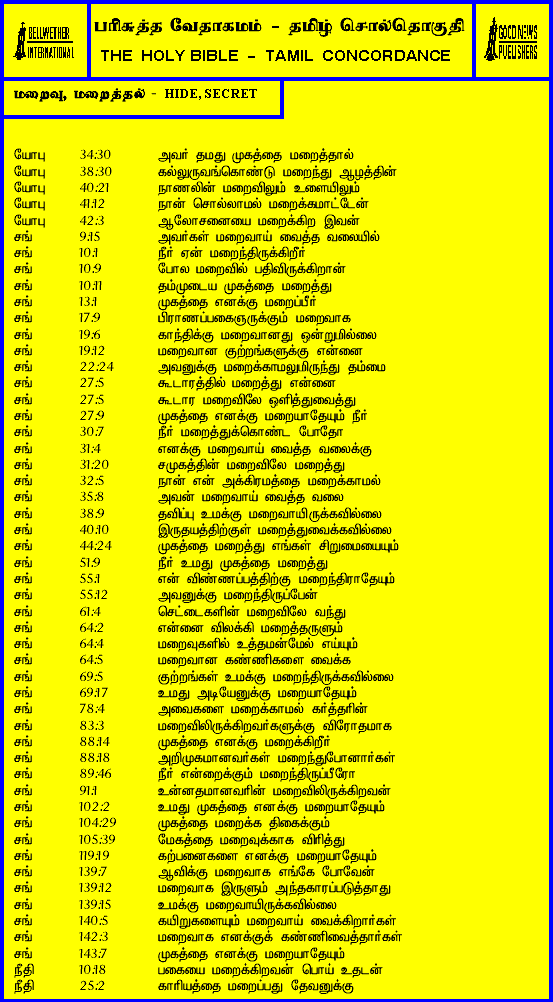 BELLWETHER
INTERNATIONAL
பரிசுத்த வேதாகமம் - தமிழ் சொல்தொகுதி
THE HOLY BIBLE - TAMIL CONCORDANCE
GOOD NEWS
PUBLISHERS
மறைவு, மறைத்தல் - HIDE, SECRET
யோபு 34:30 அவர் தமது முகத்தை மறைத்தால்
யோபு 38:30 கல்லுருவங்கொண்டு மறைந்து ஆழத்தின்
யோபு 40:21 நாணலின் மறைவிலும் உளையிலும்
யோபு 41:12 நான் சொல்லாமல் மறைக்கமாட்டேன்
யோபு 42:3 ஆலோசனையை மறைக்கிற இவன்
சங் 9:15 அவர்கள் மறைவாய் வைத்த வலையில்
சங் 10:1 நீர் ஏன் மறைந்திருக்கிறீர்
சங் 10:9 போல மறைவில் பதிவிருக்கிறான்
சங் 10:11 தம்முடைய முகத்தை மறைத்து
சங் 13:1 முகத்தை எனக்கு மறைப்பீர்
சங் 17:9 பிராணப்பகைஞருக்கும் மறைவாக
சங் 19:6 காந்திக்கு மறைவானது ஒன்றுமில்லை
சங் 19:12 மறைவான குற்றங்களுக்கு என்னை
சங் 22:24 அவனுக்கு மறைக்காமலுமிருந்து தம்மை
சங் 27:5 கூடாரத்தில் மறைத்து என்னை
சங் 27:5 கூடார மறைவிலே ஒளித்துவைத்து
சங் 27:9 முகத்தை எனக்கு மறையாதேயும் நீர்
சங் 30:7 நீர் மறைத்துக்கொண்ட போதோ
சங் 31:4 எனக்கு மறைவாய் வைத்த வலைக்கு
சங் 31:20 சமுகத்தின் மறைவிலே மறைத்து
சங் 32:5 நான் என் அக்கிரமத்தை மறைக்காமல்
சங் 35:8 அவன் மறைவாய் வைத்த வலை
சங் 38:9 தவிப்பு உமக்கு மறைவாயிருக்கவில்லை
சங் 40:10 இருதயத்திற்குள் மறைத்துவைக்கவில்லை
சங் 44:24 முகத்தை மறைத்து எங்கள் சிறுமையையும்
சங் 51:9 நீர் உமது முகத்தை மறைத்து
சங் 55:1 என் விண்ணப்பத்திற்கு மறைந்திராதேயும்
சங் 55:12 அவனுக்கு மறைந்திருப்பேன்
சங் 61:4 செட்டைகளின் மறைவிலே வந்து
சங் 64:2 என்னை விலக்கி மறைத்தருளும்
சங் 64:4 மறைவுகளில் உத்தமன்மேல் எய்யும்
சங் 64:5 மறைவான கண்ணிகளை வைக்க
சங் 69:5 குற்றங்கள் உமக்கு மறைந்திருக்கவில்லை
சங் 69:17 உமது அடியேனுக்கு மறையாதேயும்
சங் 78:4 அவைகளை மறைக்காமல் கர்த்தரின்
சங் 83:3 மறைவிலிருக்கிறவர்களுக்கு விரோதமாக
சங் 88:14 முகத்தை எனக்கு மறைக்கிறீர்
சங் 88:18 அறிமுகமானவர்கள் மறைந்துபோனார்கள்
சங் 89:46 நீர் என்றைக்கும் மறைந்திருப்பீரோ
சங் 91:1 உன்னதமானவரின் மறைவிலிருக்கிறவன்
சங் 102:2 உமது முகத்தை எனக்கு மறையாதேயும்
சங் 104:29 முகத்தை மறைக்க திகைக்கும்
சங் 105:39 மேகத்தை மறைவுக்காக விரித்து
சங் 119:19 கற்பனைகளை எனக்கு மறையாதேயும்
சங் 139:7 ஆவிக்கு மறைவாக எங்கே போவேன்
சங் 139:12 மறைவாக இருளும் அந்தகாரப்படுத்தாது
சங் 139:15 உமக்கு மறைவாயிருக்கவில்லை
சங் 140:5 கயிறுகளையும் மறைவாய் வைக்கிறார்கள்
சங் 142:3 மறைவாக எனக்குக் கண்ணிவைத்தார்கள்
சங் 143:7 முகத்தை எனக்கு மறையாதேயும்
நீதி 10:18 பகையை மறைக்கிறவன் பொய் உதடன்
நீதி 25:2 காரியத்தை மறைப்பது தேவனுக்கு